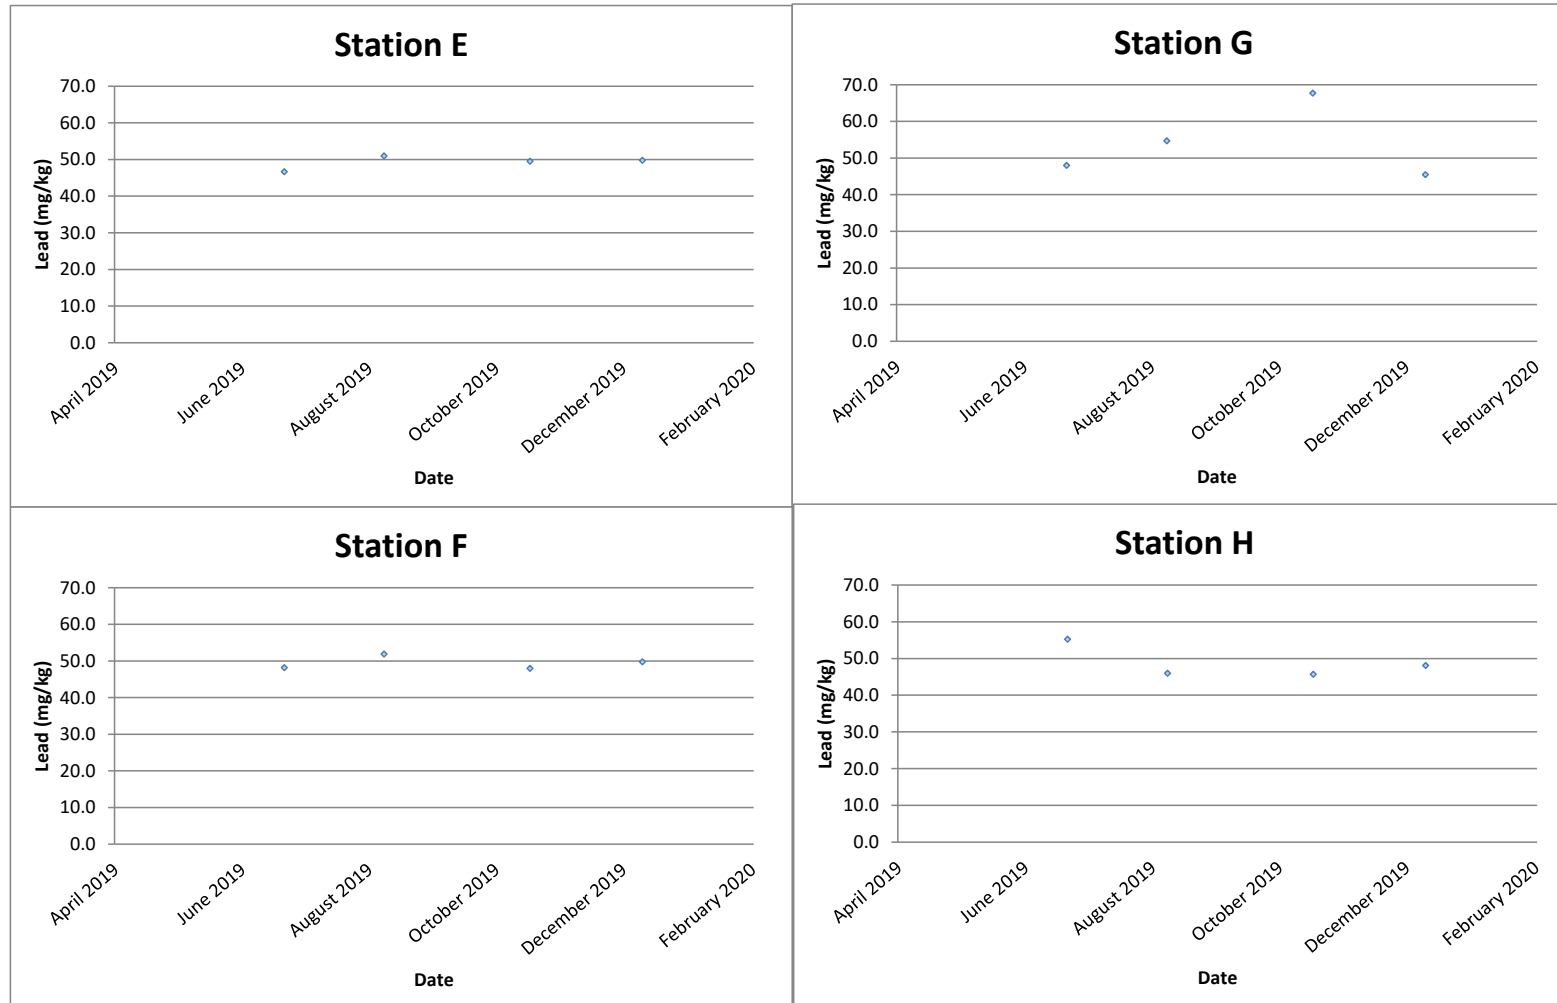 Station E
70.0
60.0
50.0
40.0
30.0
20.0
10.0
0.0
Lead (mg/kg)
April 2019
June 2019
August 2019
October 2019
December 2019
February 2020
Date
Station G
70.0
60.0
50.0
40.0
30.0
20.0
10.0
0.0
Lead (mg/kg)
April 2019
June 2019
August 2019
October 2019
December 2019
February 2020
Date
Station F
70.0
60.0
50.0
40.0
30.0
20.0
10.0
0.0
Lead (mg/kg)
April 2019
June 2019
August 2019
October 2019
December 2019
February 2020
Date
Station H
70.0
60.0
50.0
40.0
30.0
20.0
10.0
0.0
Lead (mg/kg)
April 2019
June 2019
August 2019
October 2019
December 2019
February 2020
Date